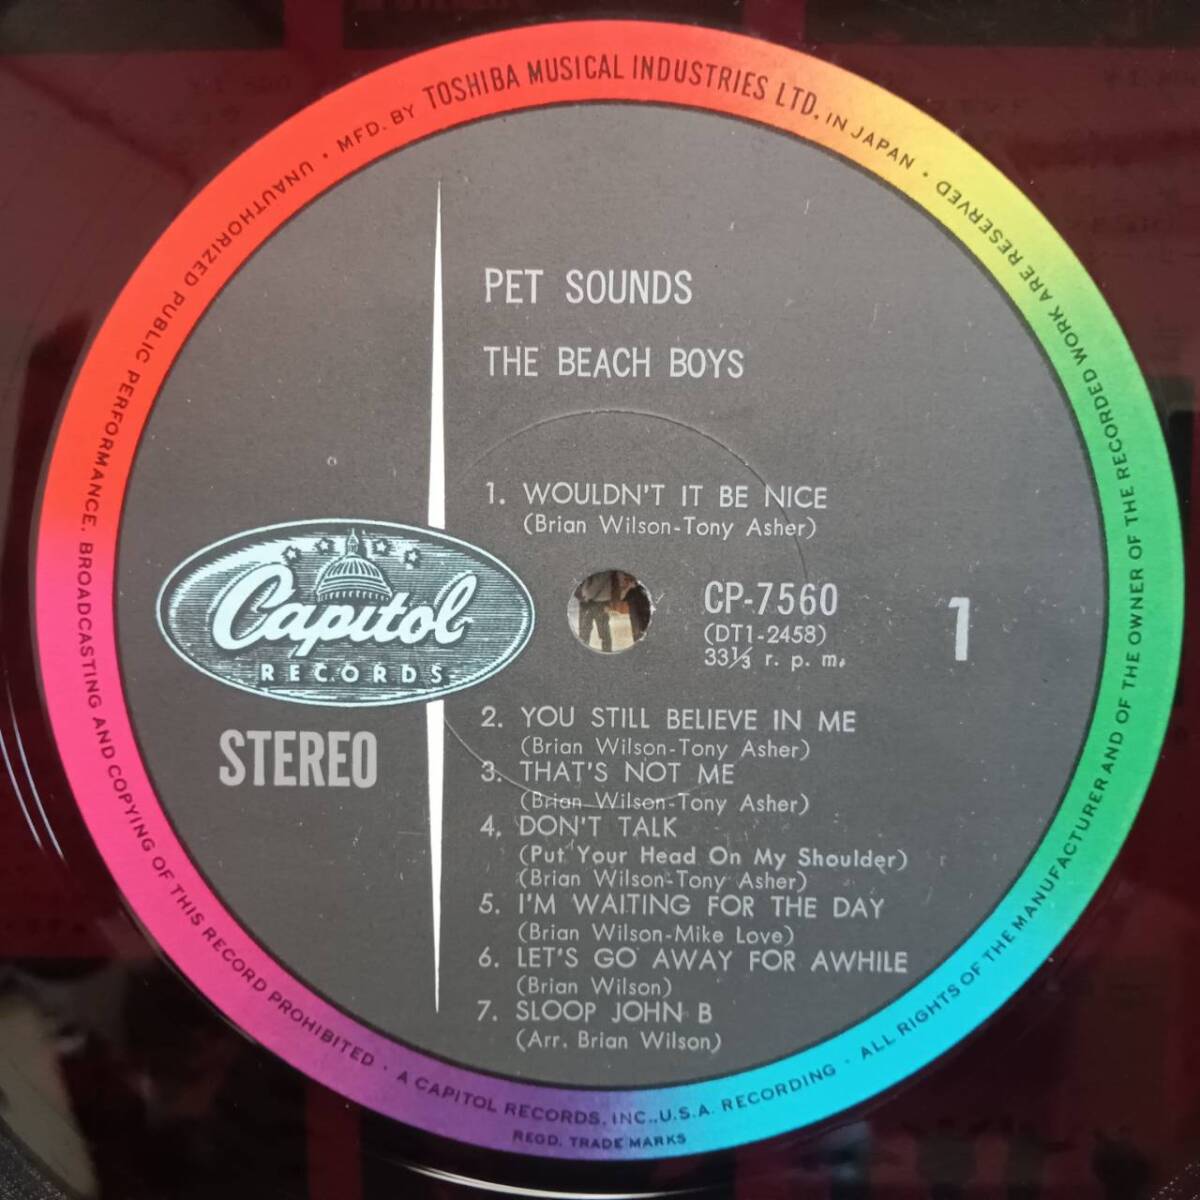 MFD. BY TOSHIBA MUSICAL INDUSTRIES LTD. IN JAPAN • ALL RIGHTS OF THE MANUFACTURER AND OF THE OWNER OF THE RECORDED WORK ARE RESERVED •
UNAUTHORIZED PUBLIC PERFORMANCE. BROADCASTING AND COPYING OF THIS RECORD PROHIBITED • A CAPITOL RECORDS, INC., U.S.A. RECORDING •
REGD. TRADE MARKS
PET SOUNDS
THE BEACH BOYS
1. WOULDN'T IT BE NICE
(Brian Wilson-Tony Asher)
Capitol
RECORDS
STEREO
CP-7560
(DT1-2458)
33⅓ r. p. m.
1
2. YOU STILL BELIEVE IN ME
(Brian Wilson-Tony Asher)
3. THAT'S NOT ME
(Brian Wilson-Tony Asher)
4. DON'T TALK
(Put Your Head On My Shoulder)
(Brian Wilson-Tony Asher)
5. I'M WAITING FOR THE DAY
(Brian Wilson-Mike Love)
6. LET'S GO AWAY FOR AWHILE
(Brian Wilson)
7. SLOOP JOHN B
(Arr. Brian Wilson)